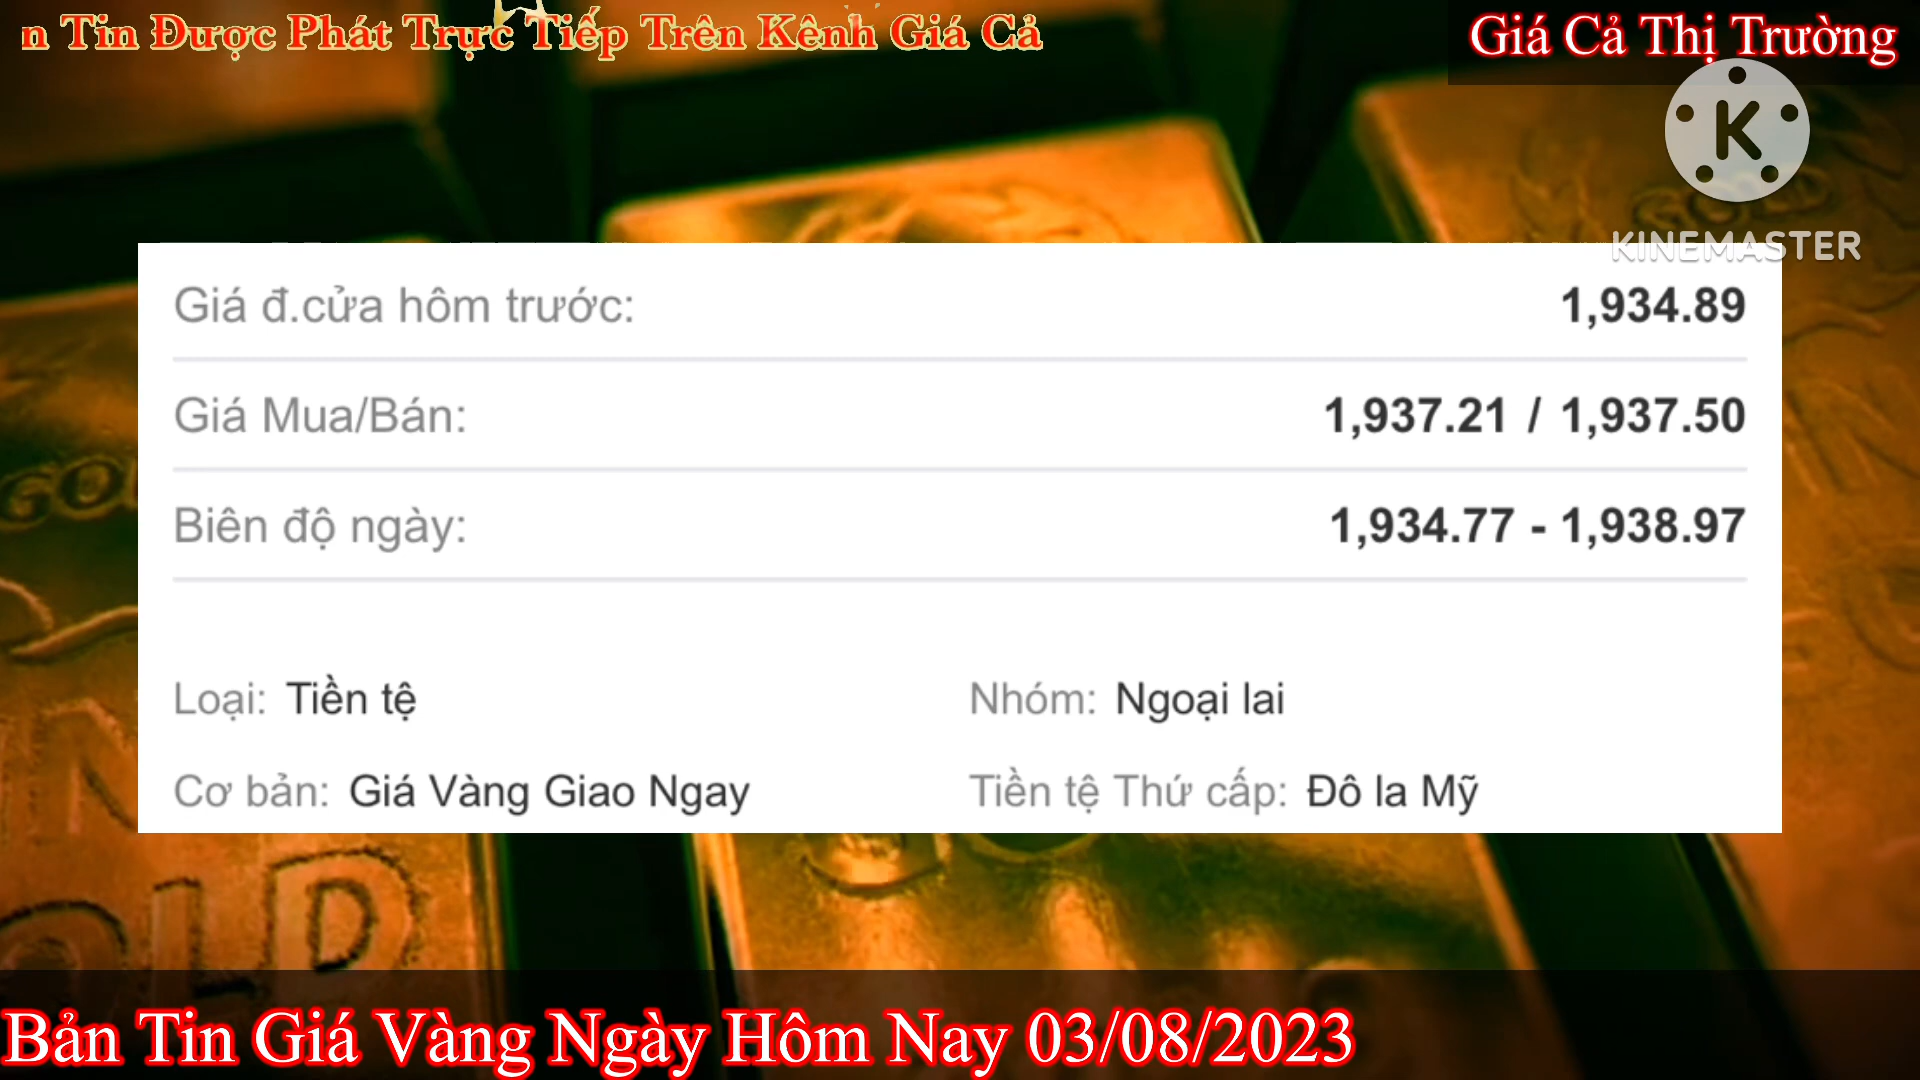 n Tin Được Phát Trực Tiếp Trên Kênh Giá Cả
Giá Cả Thị Trường
K
KINEMASTER
Giá đ.cửa hôm trước: 1,934.89
Giá Mua/Bán: 1,937.21 / 1,937.50
Biên độ ngày: 1,934.77 - 1,938.97
Loại: Tiền tệ Nhóm: Ngoại lai
Cơ bản: Giá Vàng Giao Ngay Tiền tệ Thứ cấp: Đô la Mỹ
GOLD
Bản Tin Giá Vàng Ngày Hôm Nay 03/08/2023